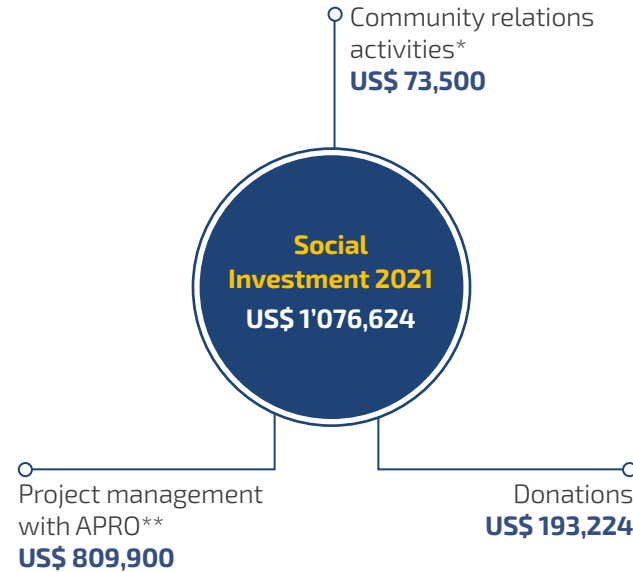 Community relations
activities*
US$ 73,500
Social
Investment 2021
US$ 1’076,624
Project management
with APRO**
US$ 809,900
Donations
US$ 193,224